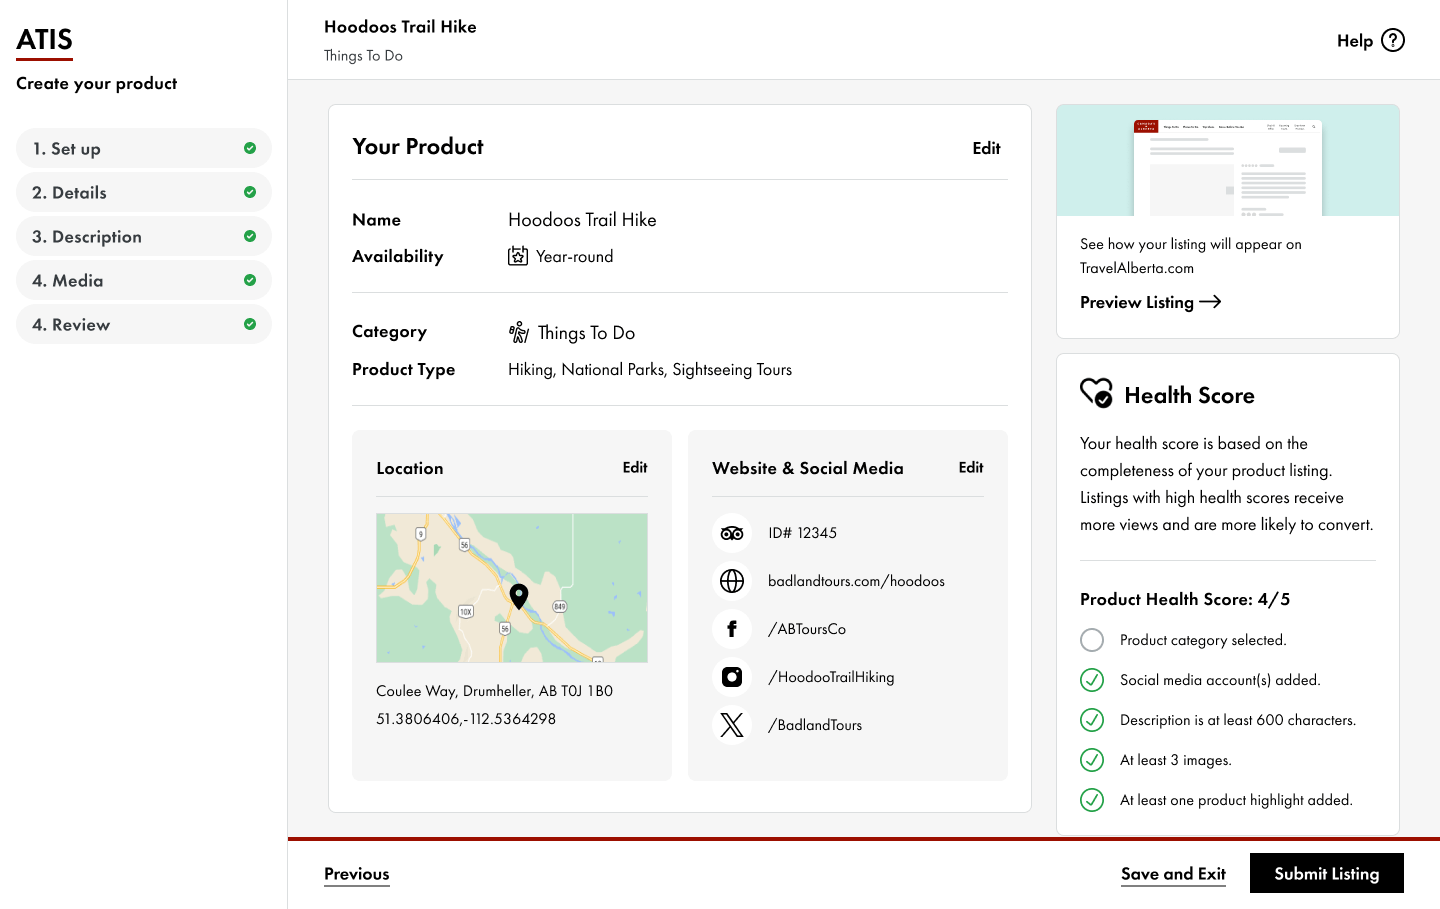 ATIS
Create your product
1. Set up
2. Details
3. Description
4. Media
4. Review
Hoodoos Trail Hike
Things To Do
Help ?
Your Product
Edit
Name
Hoodoos Trail Hike
Availability
Year-round
Category
Things To Do
Product Type
Hiking, National Parks, Sightseeing Tours
Location
Edit
9
56
10X
849
56
Coulee Way, Drumheller, AB T0J 1B0
51.3806406,-112.5364298
Website & Social Media
Edit
ID# 12345
badlandtours.com/hoodoos
/ABToursCo
/HoodooTrailHiking
/BadlandTours
See how your listing will appear on
TravelAlberta.com
Preview Listing
Health Score
Your health score is based on the
completeness of your product listing.
Listings with high health scores receive
more views and are more likely to convert.
Product Health Score: 4/5
Product category selected.
Social media account(s) added.
Description is at least 600 characters.
At least 3 images.
At least one product highlight added.
Previous
Save and Exit
Submit Listing